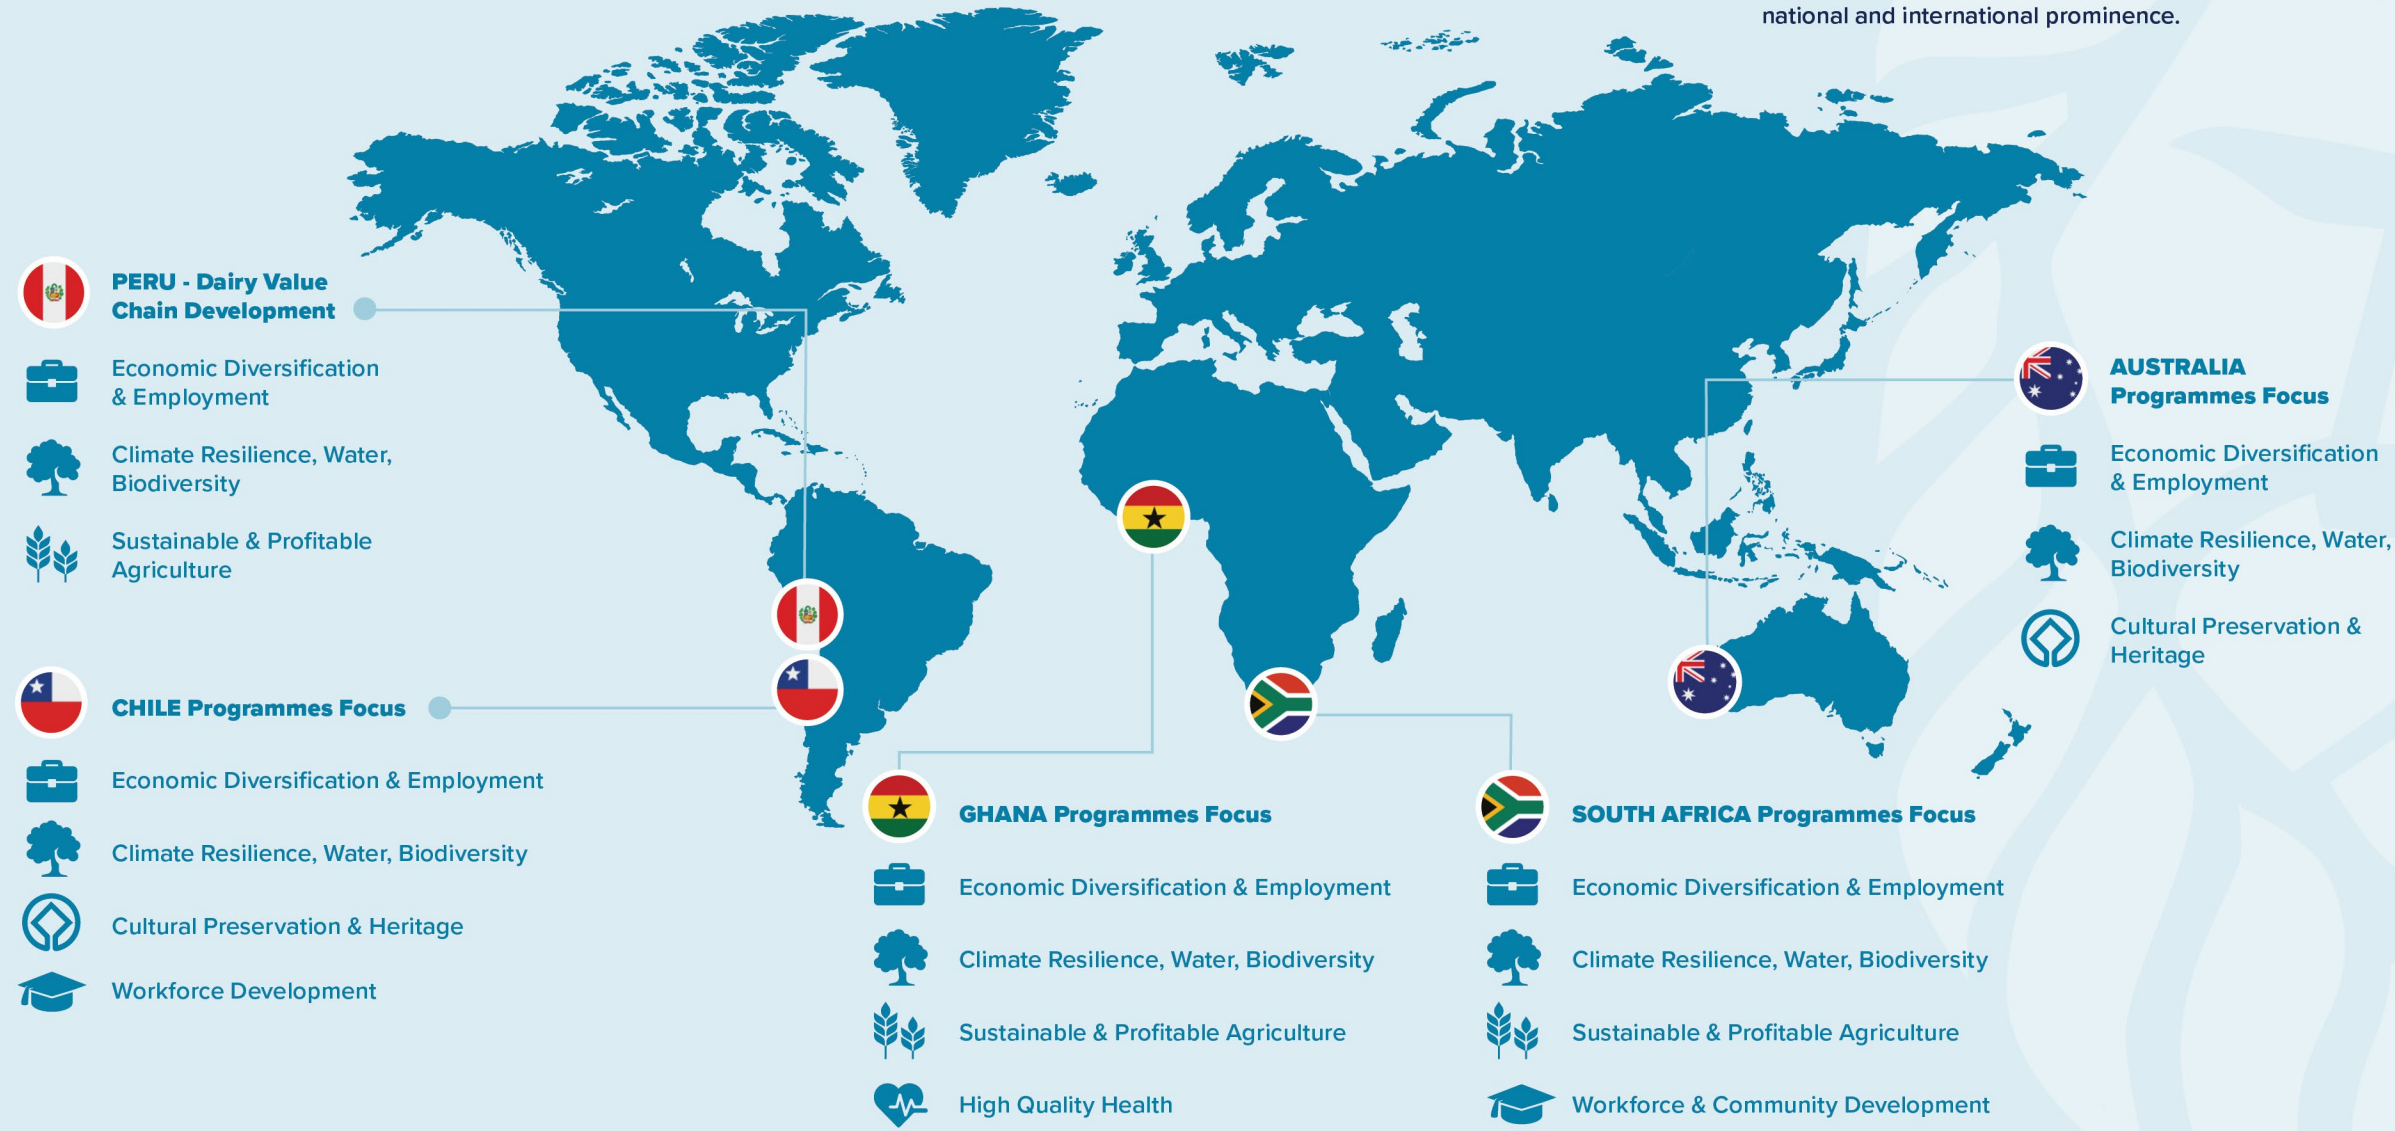 national and international prominence.
PERU - Dairy Value
Chain Development
Economic Diversification
& Employment
Climate Resilience, Water,
Biodiversity
Sustainable & Profitable
Agriculture
CHILE Programmes Focus
Economic Diversification & Employment
Climate Resilience, Water, Biodiversity
Cultural Preservation & Heritage
Workforce Development
GHANA Programmes Focus
Economic Diversification & Employment
Climate Resilience, Water, Biodiversity
Sustainable & Profitable Agriculture
High Quality Health
SOUTH AFRICA Programmes Focus
Economic Diversification & Employment
Climate Resilience, Water, Biodiversity
Sustainable & Profitable Agriculture
Workforce & Community Development
AUSTRALIA
Programmes Focus
Economic Diversification
& Employment
Climate Resilience, Water,
Biodiversity
Cultural Preservation &
Heritage